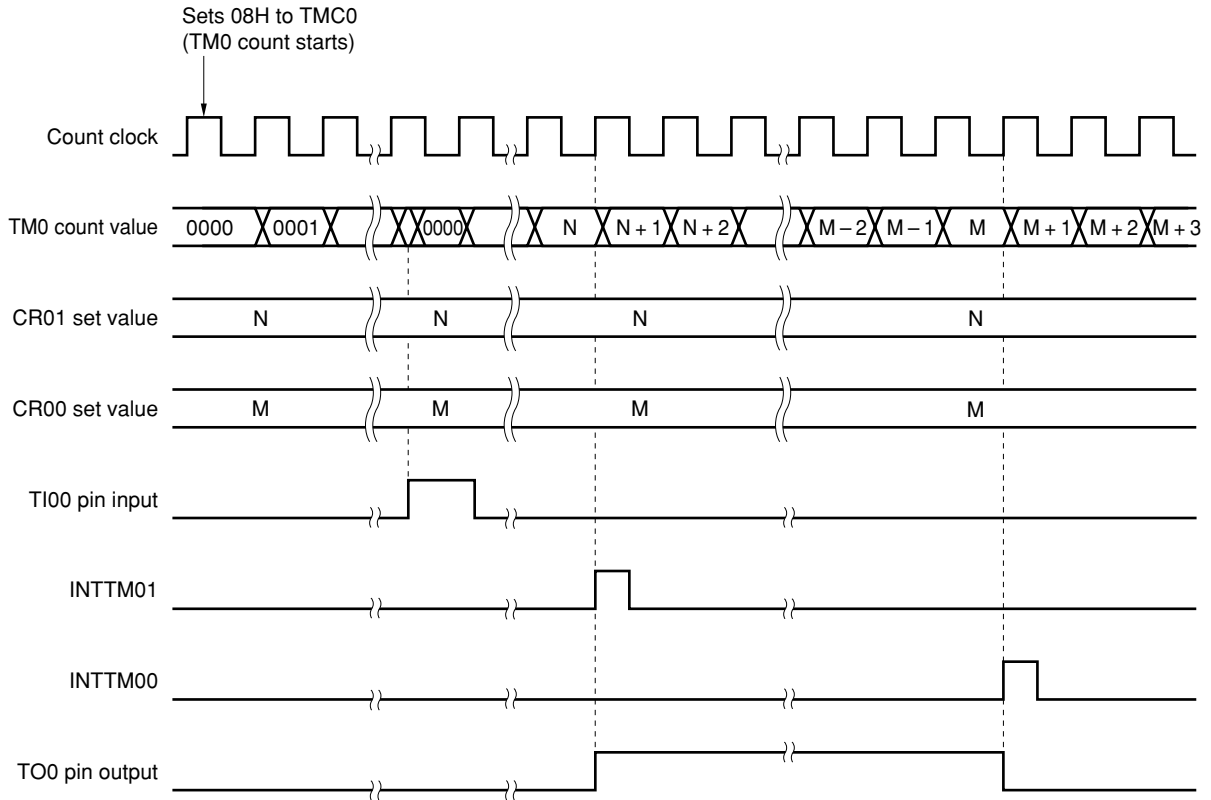 Sets 08H to TMC0
(TM0 count starts)
Count clock
TM0 count value 0000 0001 0000 N N + 1 N + 2 M – 2 M – 1 M M + 1 M + 2 M + 3
CR01 set value N N N N
CR00 set value M M M M
TI00 pin input
INTTM01
INTTM00
TO0 pin output